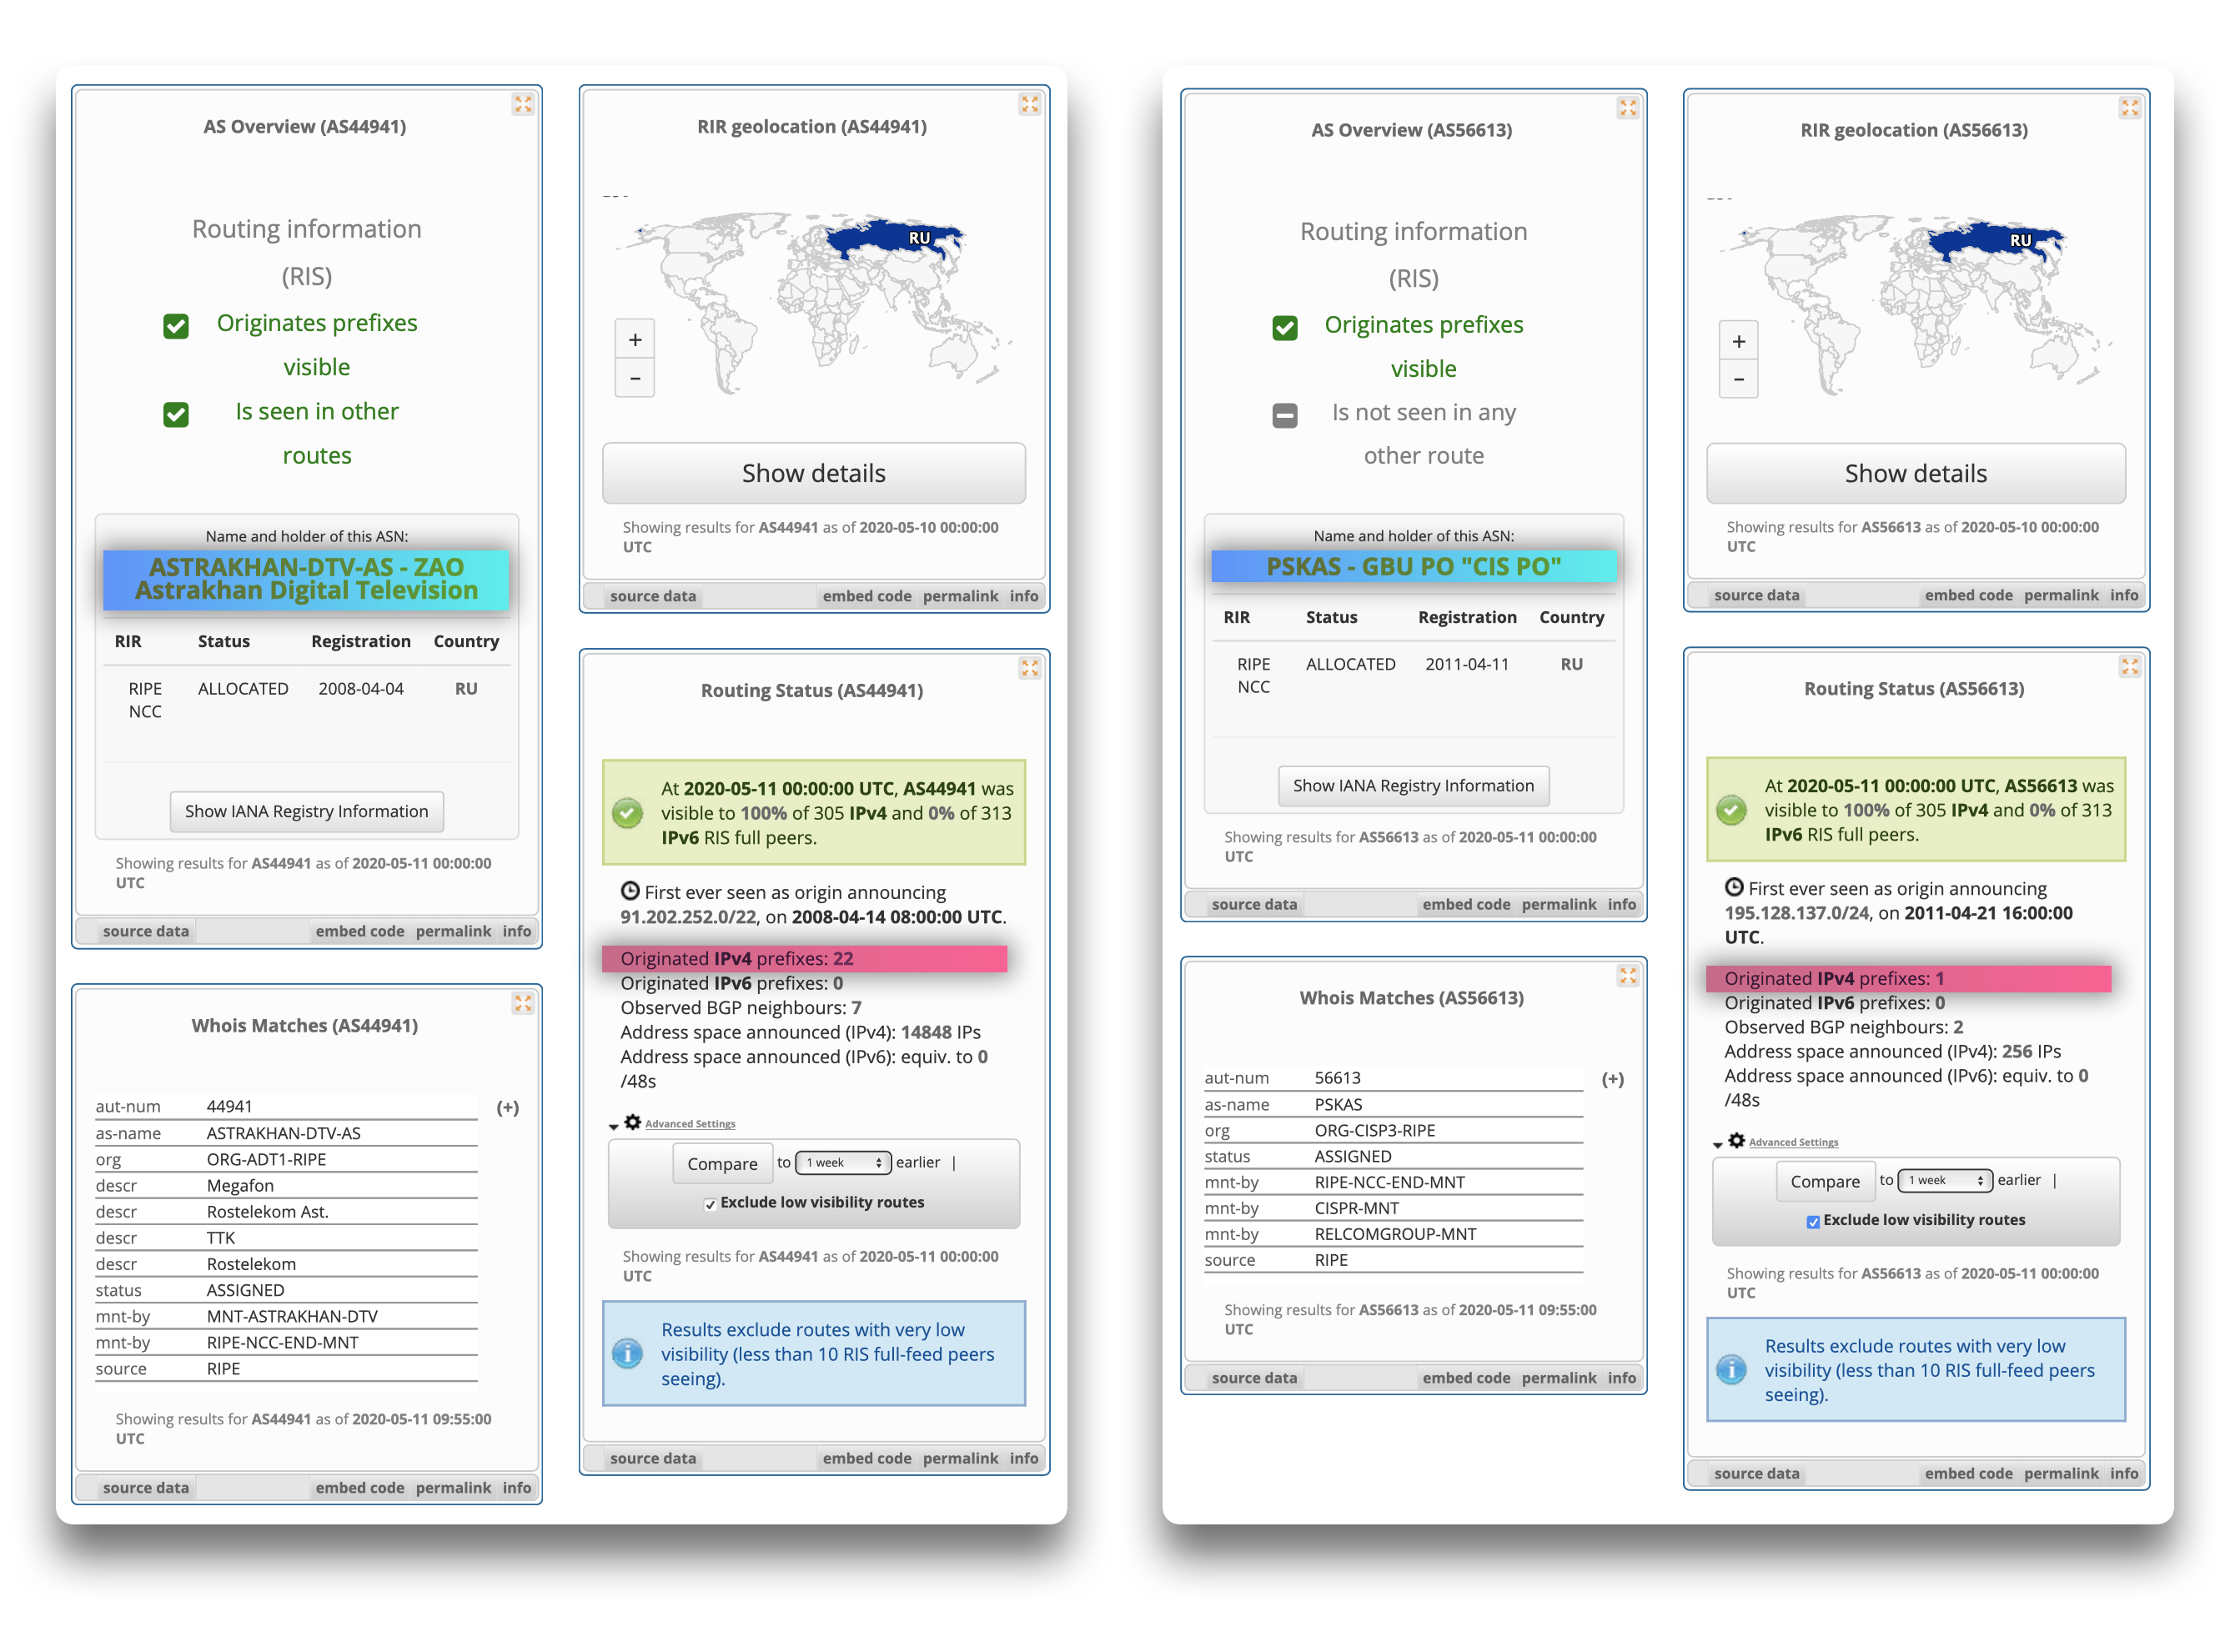 AS Overview (AS44941)
Routing information
(RIS)
Originates prefixes
visible
Is seen in other
routes
Name and holder of this ASN:
ASTRAKHAN-DTV-AS - ZAO
Astrakhan Digital Television
RIR Status Registration Country
RIPE ALLOCATED 2008-04-04 RU
NCC
Show IANA Registry Information
Showing results for AS44941 as of 2020-05-11 00:00:00
UTC
source data embed code permalink info
Whois Matches (AS44941)
aut-num 44941 (+)
as-name ASTRAKHAN-DTV-AS
org ORG-ADT1-RIPE
descr Megafon
descr Rostelekom Ast.
descr TTK
descr Rostelekom
status ASSIGNED
mnt-by MNT-ASTRAKHAN-DTV
mnt-by RIPE-NCC-END-MNT
source RIPE
Showing results for AS44941 as of 2020-05-11 09:55:00
UTC
source data embed code permalink info
RIR geolocation (AS44941)
RU
+
−
Show details
Showing results for AS44941 as of 2020-05-10 00:00:00
UTC
source data embed code permalink info
Routing Status (AS44941)
At 2020-05-11 00:00:00 UTC, AS44941 was
visible to 100% of 305 IPv4 and 0% of 313
IPv6 RIS full peers.
First ever seen as origin announcing
91.202.252.0/22, on 2008-04-14 08:00:00 UTC.
Originated IPv4 prefixes: 22
Originated IPv6 prefixes: 0
Observed BGP neighbours: 7
Address space announced (IPv4): 14848 IPs
Address space announced (IPv6): equiv. to 0
/48s
Advanced Settings
Compare to 1 week earlier |
Exclude low visibility routes
Showing results for AS44941 as of 2020-05-11 00:00:00
UTC
Results exclude routes with very low
visibility (less than 10 RIS full-feed peers
seeing).
source data embed code permalink info
AS Overview (AS56613)
Routing information
(RIS)
Originates prefixes
visible
Is not seen in any
other route
Name and holder of this ASN:
PSKAS - GBU PO "CIS PO"
RIR Status Registration Country
RIPE ALLOCATED 2011-04-11 RU
NCC
Show IANA Registry Information
Showing results for AS56613 as of 2020-05-11 00:00:00
UTC
source data embed code permalink info
Whois Matches (AS56613)
aut-num 56613 (+)
as-name PSKAS
org ORG-CISP3-RIPE
status ASSIGNED
mnt-by RIPE-NCC-END-MNT
mnt-by CISPR-MNT
mnt-by RELCOMGROUP-MNT
source RIPE
Showing results for AS56613 as of 2020-05-11 09:55:00
UTC
source data embed code permalink info
RIR geolocation (AS56613)
RU
+
−
Show details
Showing results for AS56613 as of 2020-05-10 00:00:00
UTC
source data embed code permalink info
Routing Status (AS56613)
At 2020-05-11 00:00:00 UTC, AS56613 was
visible to 100% of 305 IPv4 and 0% of 313
IPv6 RIS full peers.
First ever seen as origin announcing
195.128.137.0/24, on 2011-04-21 16:00:00
UTC.
Originated IPv4 prefixes: 1
Originated IPv6 prefixes: 0
Observed BGP neighbours: 2
Address space announced (IPv4): 256 IPs
Address space announced (IPv6): equiv. to 0
/48s
Advanced Settings
Compare to 1 week earlier |
Exclude low visibility routes
Showing results for AS56613 as of 2020-05-11 00:00:00
UTC
Results exclude routes with very low
visibility (less than 10 RIS full-feed peers
seeing).
source data embed code permalink info